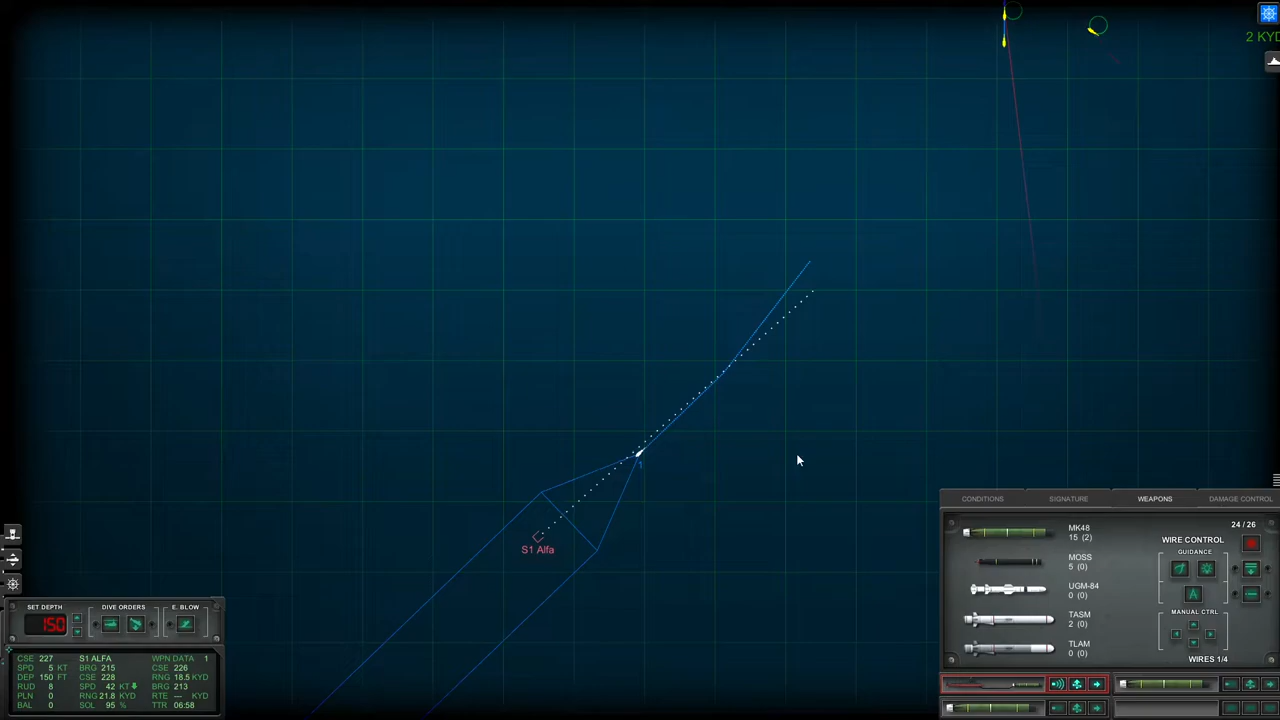 2 KYD
1
S1 Alfa
CONDITIONS
SIGNATURE
WEAPONS
DAMAGE CONTROL
24 / 26
MK48
15 (2)
MOSS
5 (0)
UGM-84
0 (0)
TASM
2 (0)
TLAM
0 (0)
WIRE CONTROL
GUIDANCE
A
MANUAL CTRL
WIRES 1/4
SET DEPTH
DIVE ORDERS
E. BLOW
150
CSE 227 S1 ALFA WPN DATA 1
SPD 5 KT BRG 215 CSE 226
DEP 150 FT CSE 228 RNG 18.5 KYD
RUD 8 SPD 42 KT BRG 213
PLN 0 RNG 21.8 KYD RTE --- KYD
BAL 0 SOL 95 % TTR 06:58